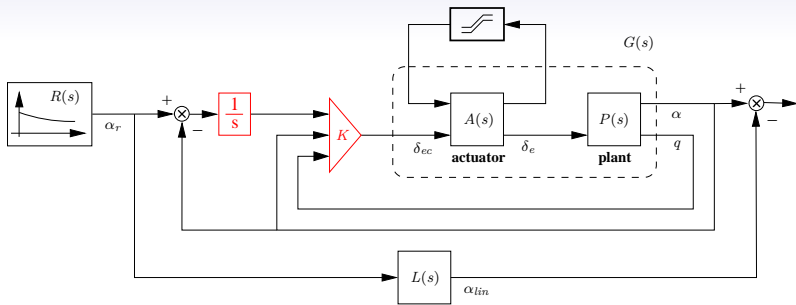 G(s)
R(s)
α_r
+
−
1
s
K
δ_ec
A(s)
actuator
δ_e
P(s)
plant
α
q
+
−
L(s)
α_lin